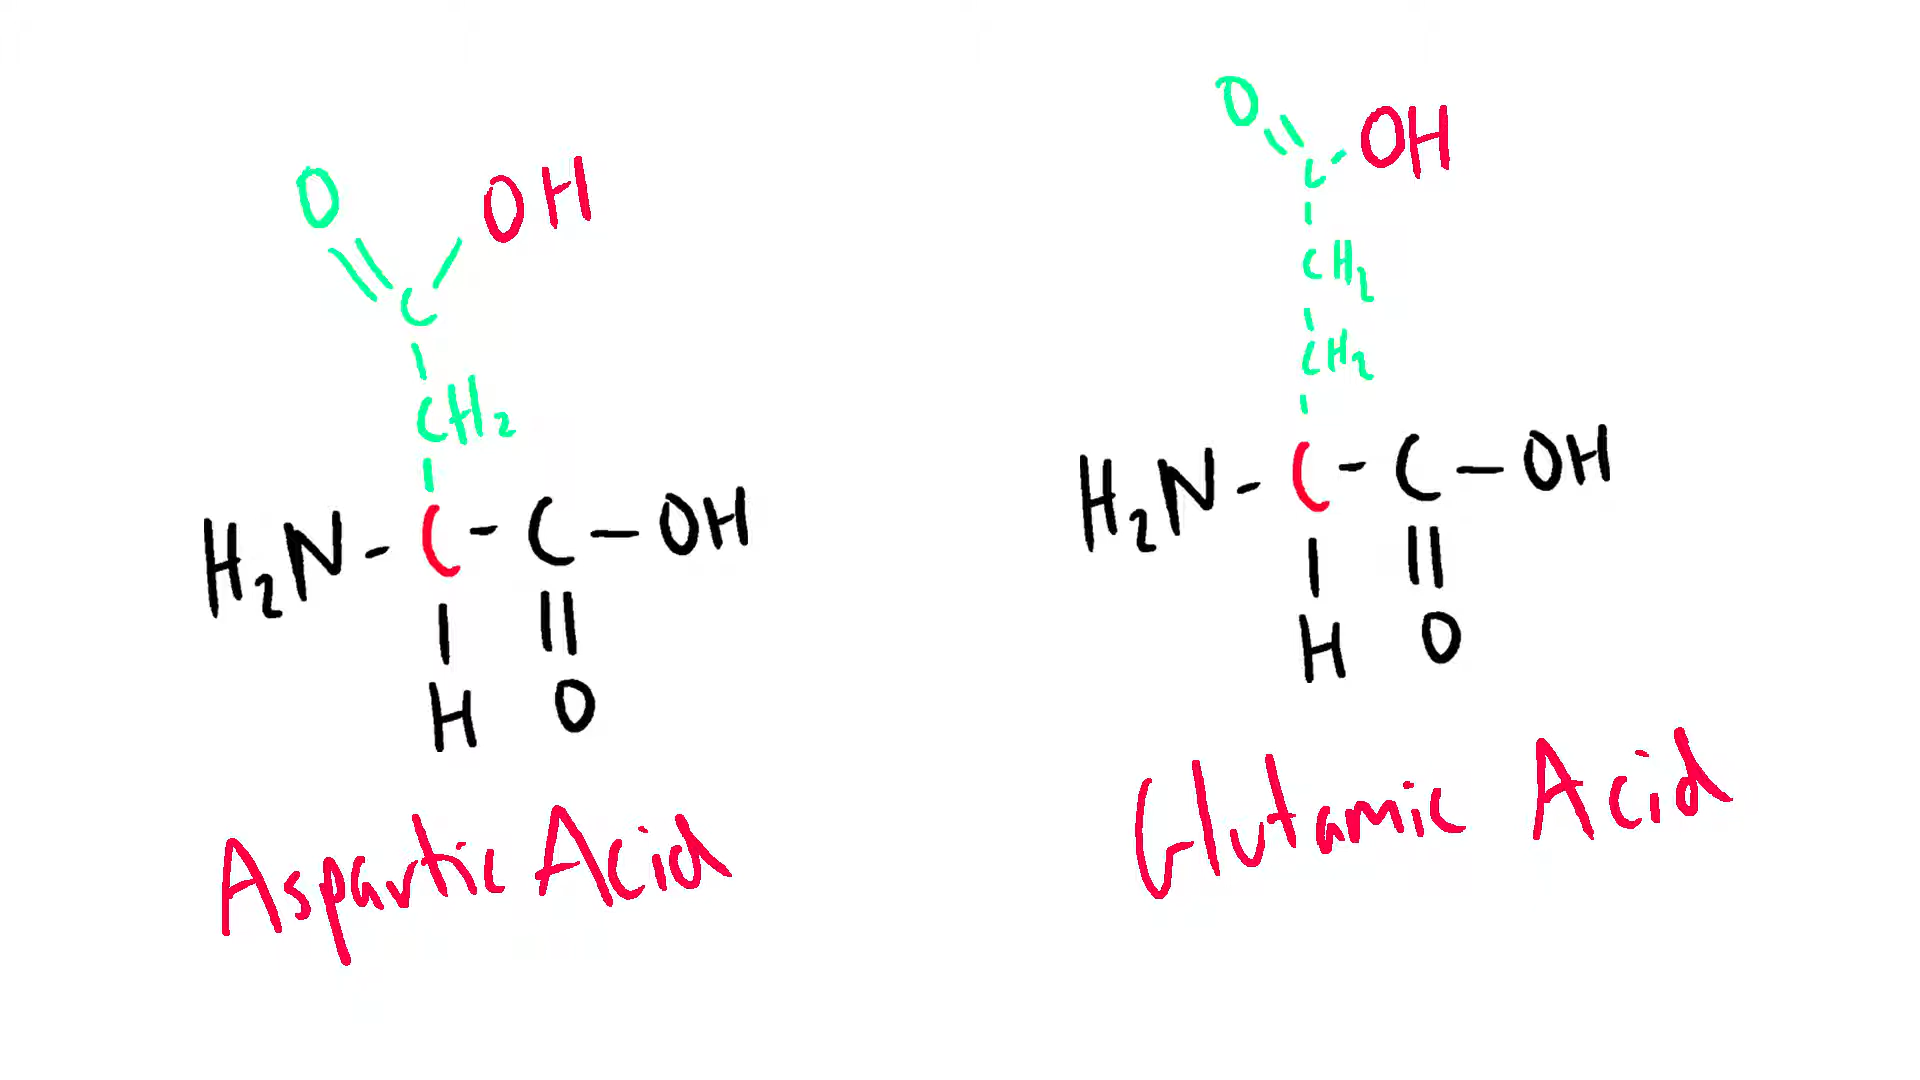 O OH
C
CH₂
H₂N - C - C - OH
H O
Aspartic Acid
O OH
C
CH₂
CH₂
H₂N - C - C - OH
H O
Glutamic Acid